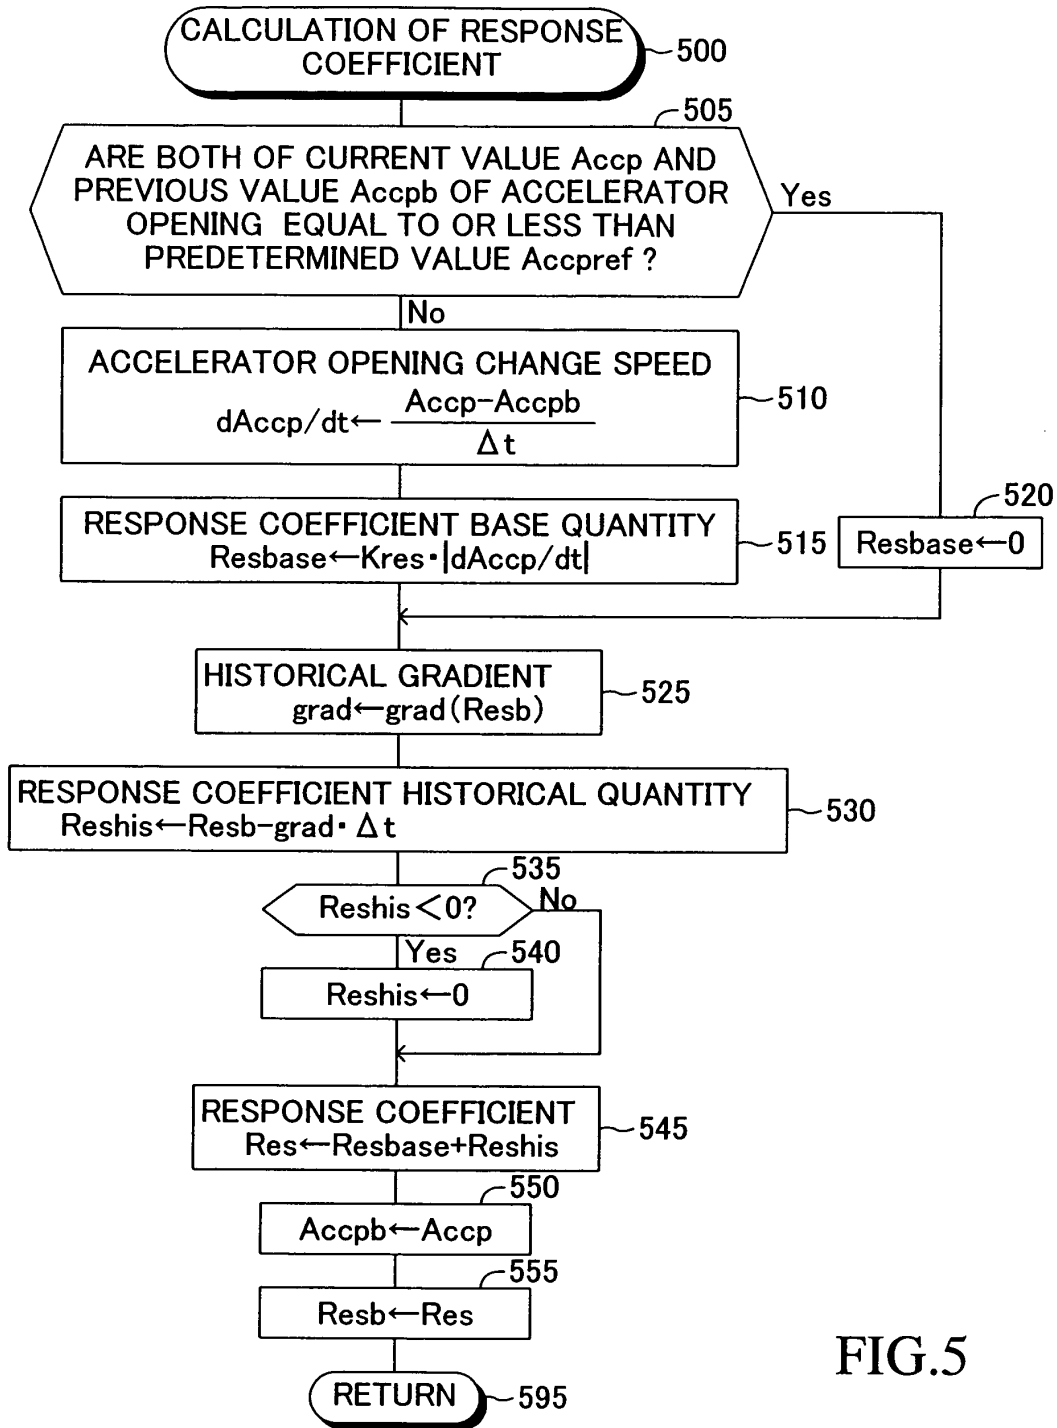 CALCULATION OF RESPONSE
COEFFICIENT
500
505
ARE BOTH OF CURRENT VALUE Accp AND
PREVIOUS VALUE Accpb OF ACCELERATOR
OPENING EQUAL TO OR LESS THAN
PREDETERMINED VALUE Accpref ?
Yes
No
ACCELERATOR OPENING CHANGE SPEED
dAccp/dt← Accp-Accpb
Δt
510
RESPONSE COEFFICIENT BASE QUANTITY
Resbase←Kres·|dAccp/dt|
515
520
Resbase←0
HISTORICAL GRADIENT
grad←grad(Resb)
525
RESPONSE COEFFICIENT HISTORICAL QUANTITY
Reshis←Resb-grad·Δt
530
535
Reshis<0?
No
Yes
540
Reshis←0
RESPONSE COEFFICIENT
Res←Resbase+Reshis
545
550
Accpb←Accp
555
Resb←Res
RETURN
595
FIG.5